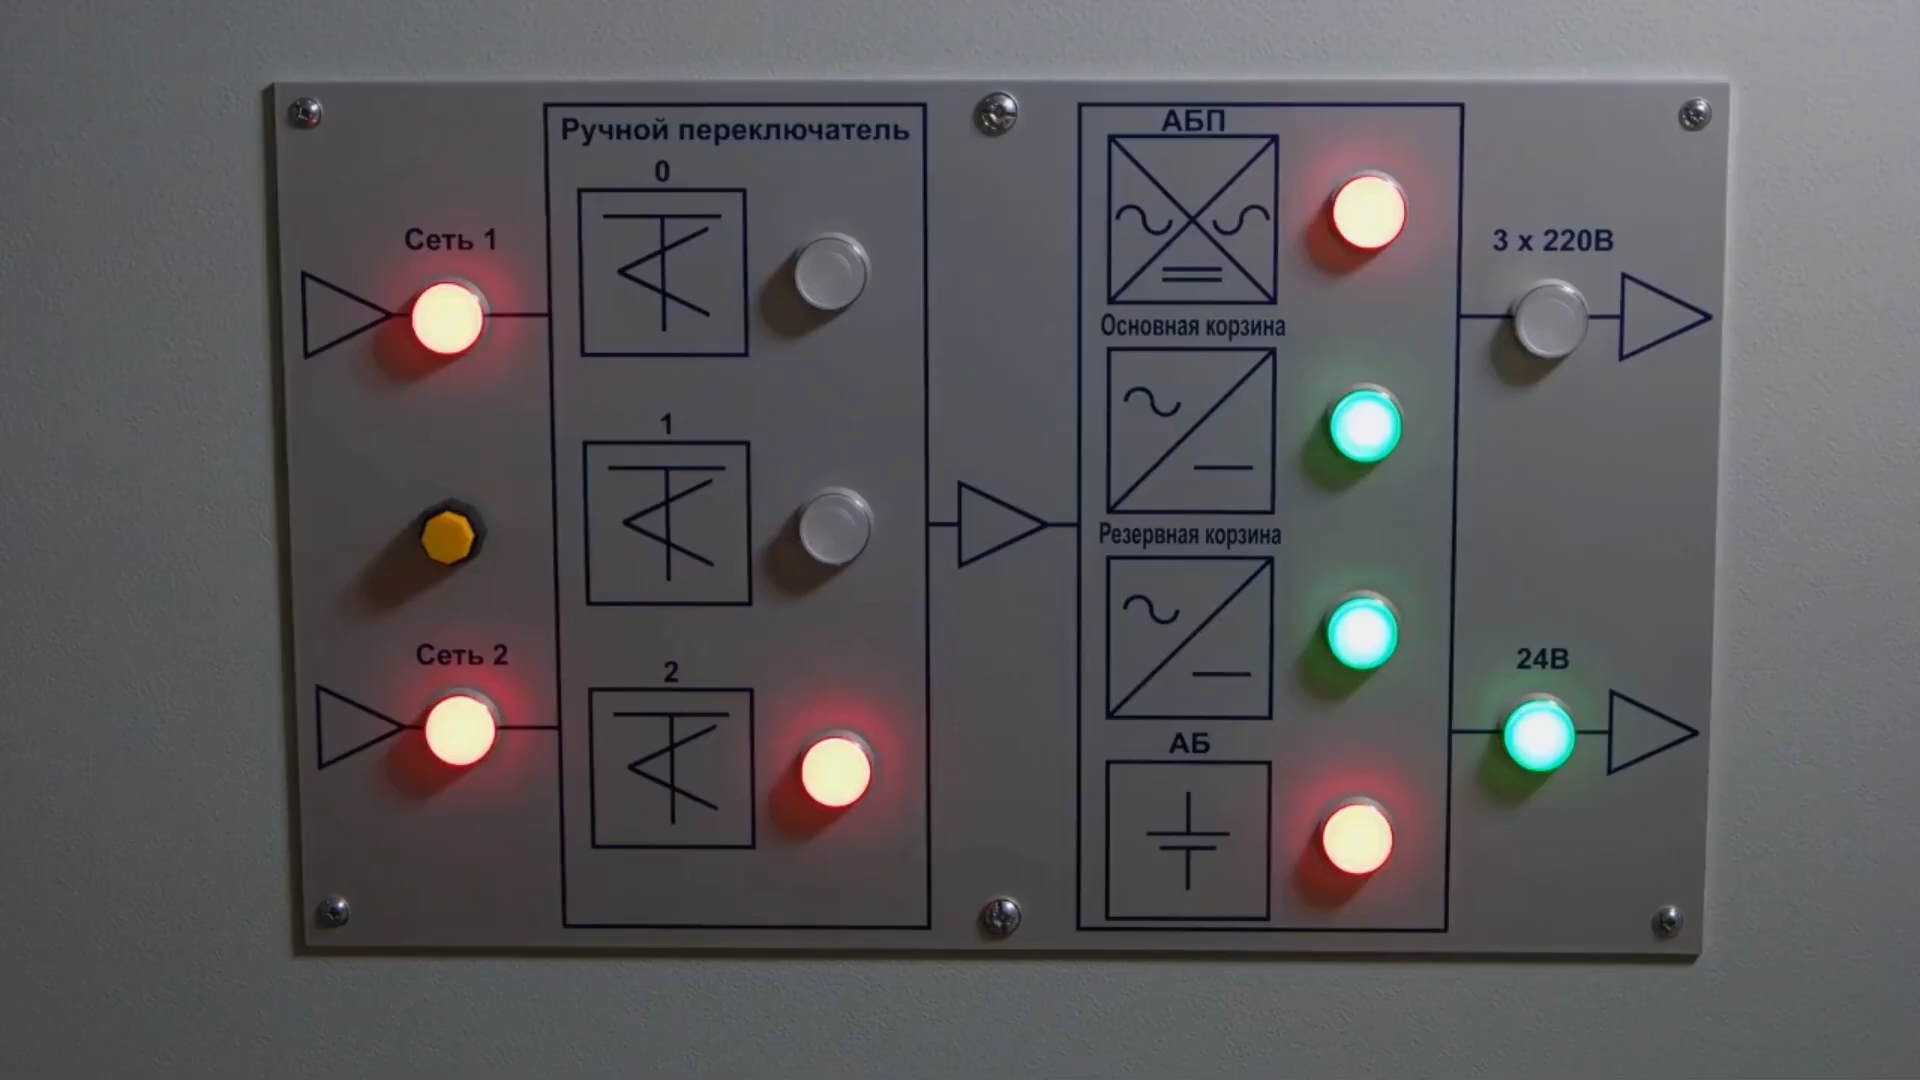 Ручной переключатель
0
Сеть 1
1
Сеть 2
2
АБП
Основная корзина
Резервная корзина
АБ
3 x 220В
24В